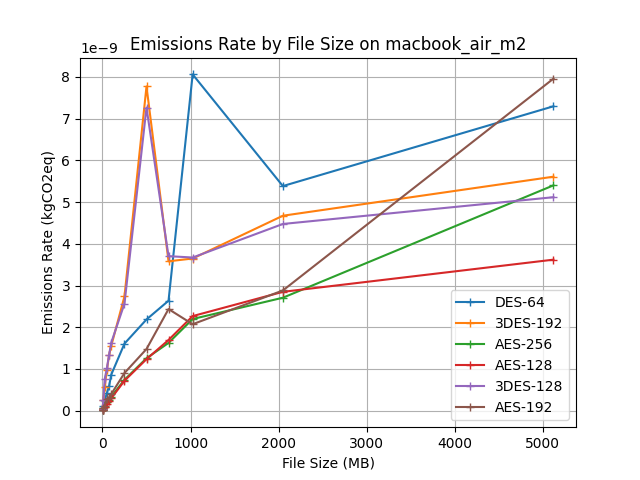 Emissions Rate by File Size on macbook_air_m2
1e−9
8
7
6
5
4
3
2
1
0
Emissions Rate (kgCO2eq)
0 1000 2000 3000 4000 5000
File Size (MB)
DES-64
3DES-192
AES-256
AES-128
3DES-128
AES-192